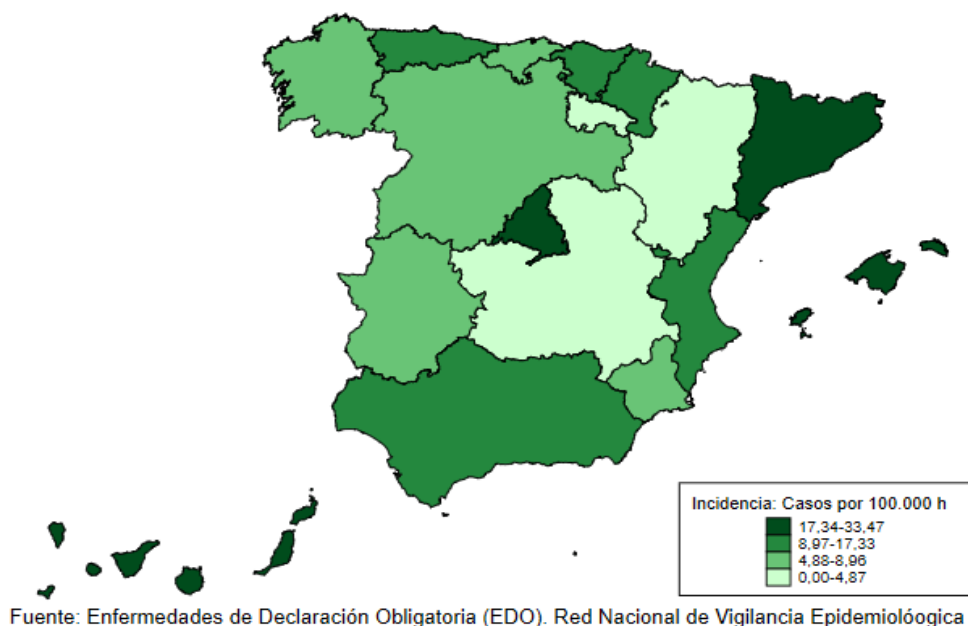 Incidencia: Casos por 100.000 h
17,34-33,47
8,97-17,33
4,88-8,96
0,00-4,87
Fuente: Enfermedades de Declaración Obligatoria (EDO). Red Nacional de Vigilancia Epidemiolóogica